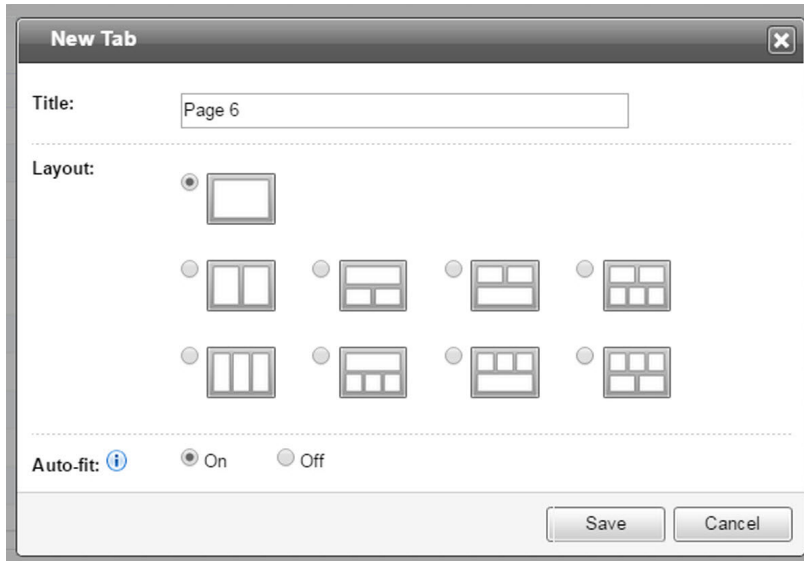 New Tab
Title:
Page 6
Layout:
Auto-fit:
On
Off
Save
Cancel